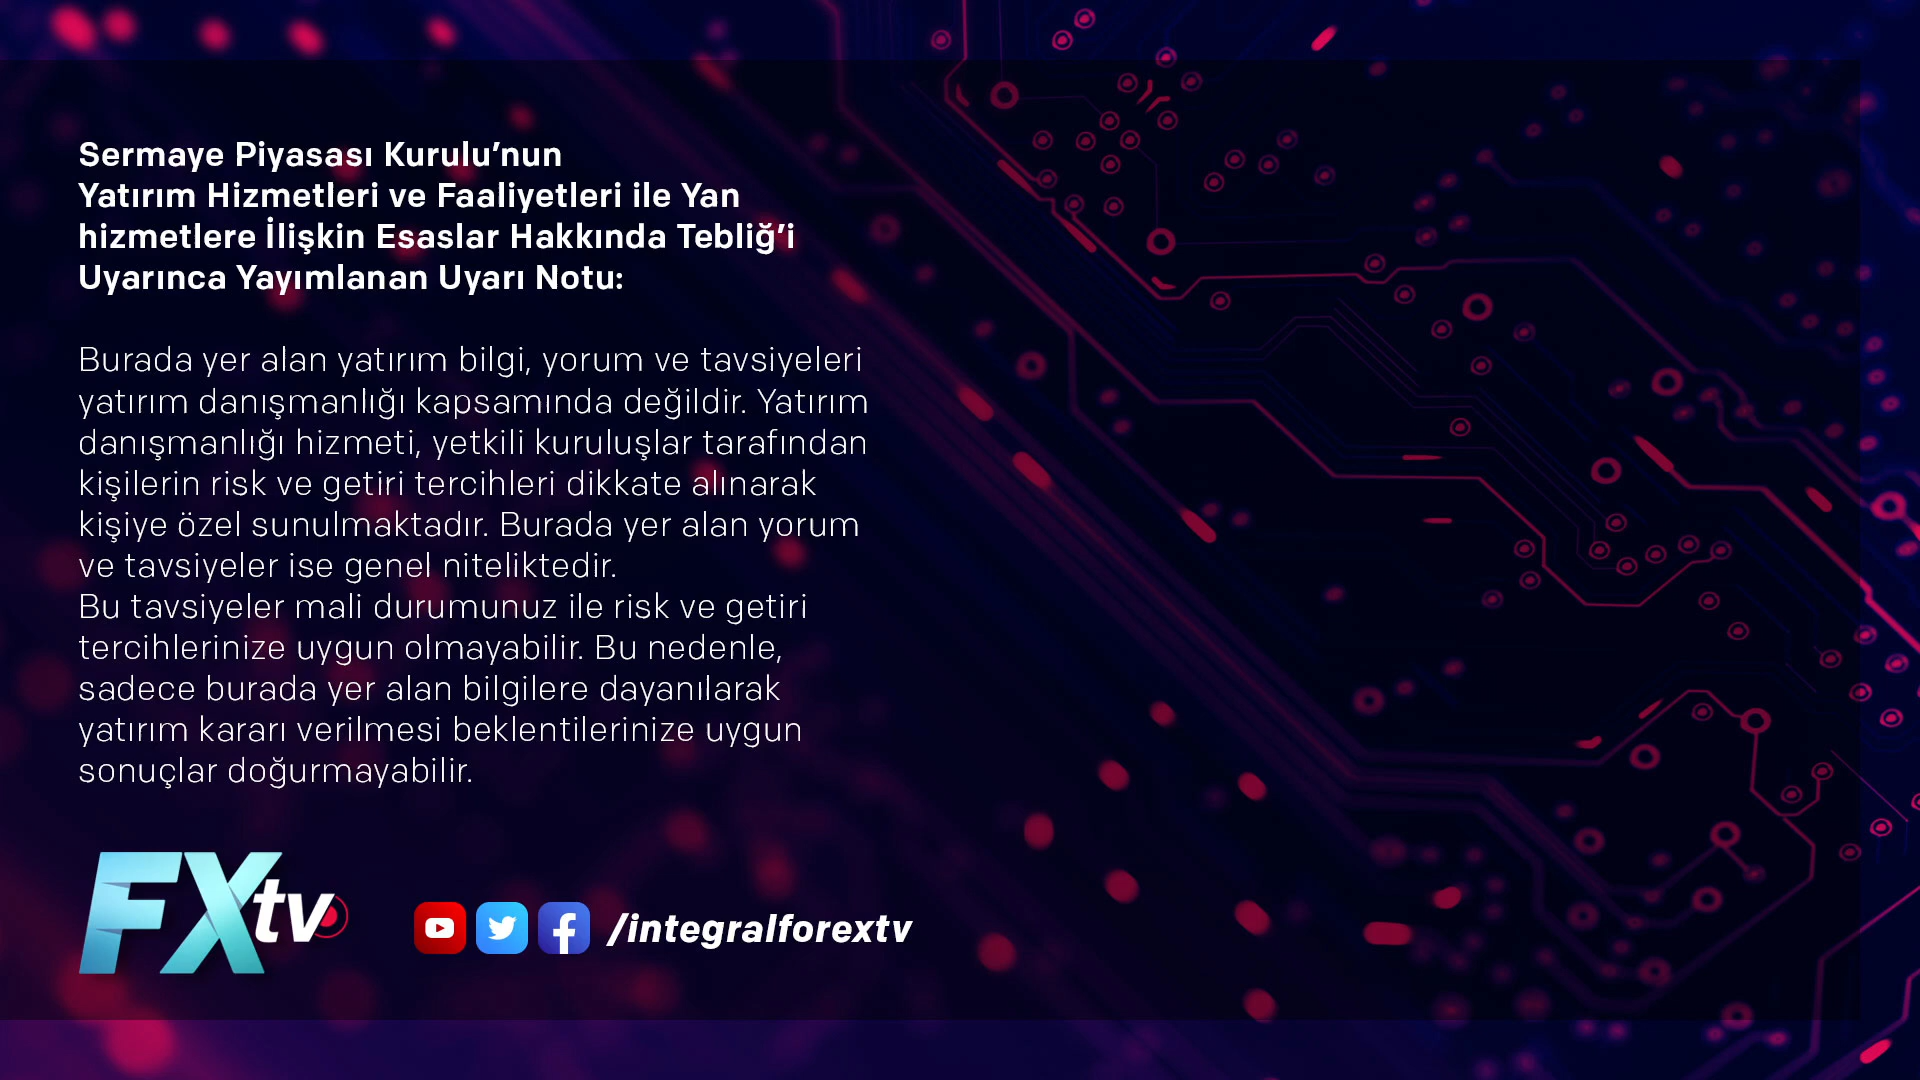 Sermaye Piyasası Kurulu’nun
Yatırım Hizmetleri ve Faaliyetleri ile Yan
hizmetlere İlişkin Esaslar Hakkında Tebliğ’i
Uyarınca Yayımlanan Uyarı Notu:
Burada yer alan yatırım bilgi, yorum ve tavsiyeleri
yatırım danışmanlığı kapsamında değildir. Yatırım
danışmanlığı hizmeti, yetkili kuruluşlar tarafından
kişilerin risk ve getiri tercihleri dikkate alınarak
kişiye özel sunulmaktadır. Burada yer alan yorum
ve tavsiyeler ise genel niteliktedir.
Bu tavsiyeler mali durumunuz ile risk ve getiri
tercihlerinize uygun olmayabilir. Bu nedenle,
sadece burada yer alan bilgilere dayanılarak
yatırım kararı verilmesi beklentilerinize uygun
sonuçlar doğurmayabilir.
FXtv
/integralforextv